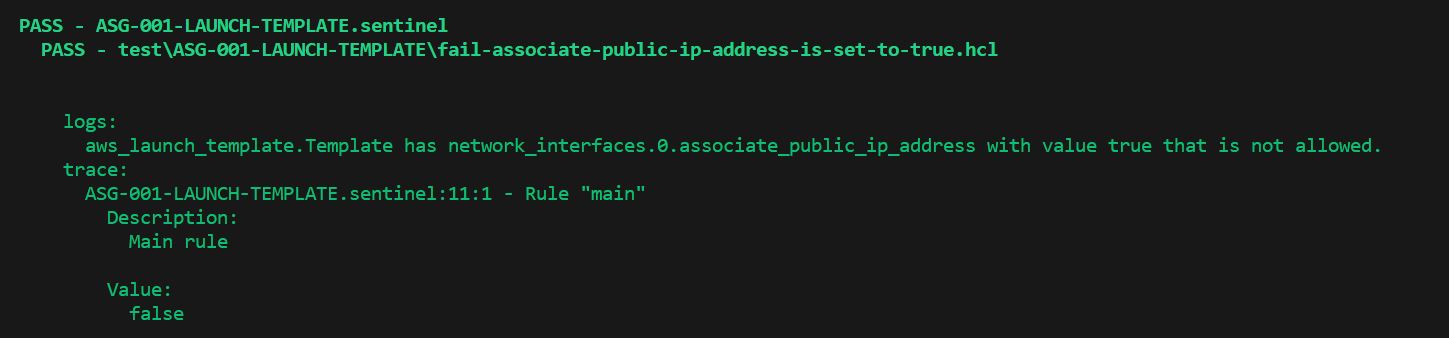 PASS - ASG-001-LAUNCH-TEMPLATE.sentinel
PASS - test\ASG-001-LAUNCH-TEMPLATE\fail-associate-public-ip-address-is-set-to-true.hcl
logs:
aws_launch_template.Template has network_interfaces.0.associate_public_ip_address with value true that is not allowed.
trace:
ASG-001-LAUNCH-TEMPLATE.sentinel:11:1 - Rule "main"
Description:
Main rule
Value:
false